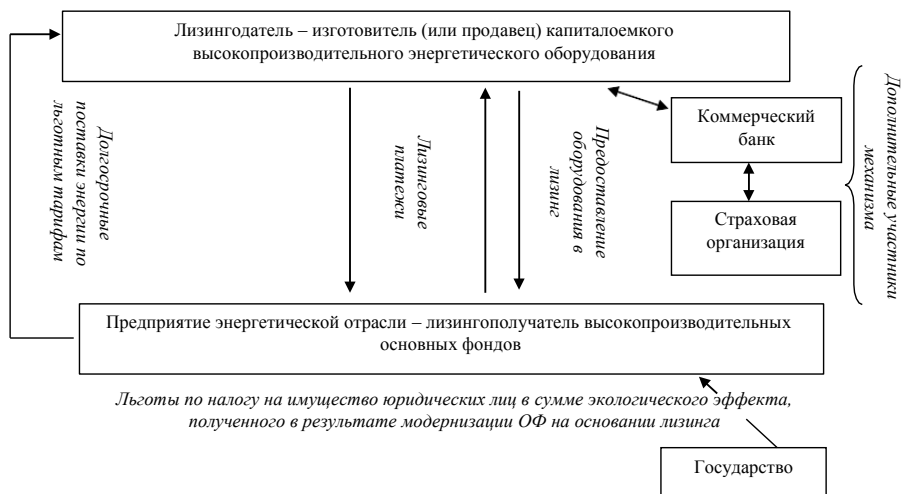 Лизингодатель – изготовитель (или продавец) капиталоемкого
высокопроизводительного энергетического оборудования
Долгосрочные
поставки энергии по
льготным тарифам
Лизинговые
платежи
Предоставление
оборудования в
лизинг
Коммерческий
банк
Страховая
организация
Дополнительные участники
механизма
Предприятие энергетической отрасли – лизингополучатель высокопроизводительных
основных фондов
Льготы по налогу на имущество юридических лиц в сумме экологического эффекта,
полученного в результате модернизации ОФ на основании лизинга
Государство